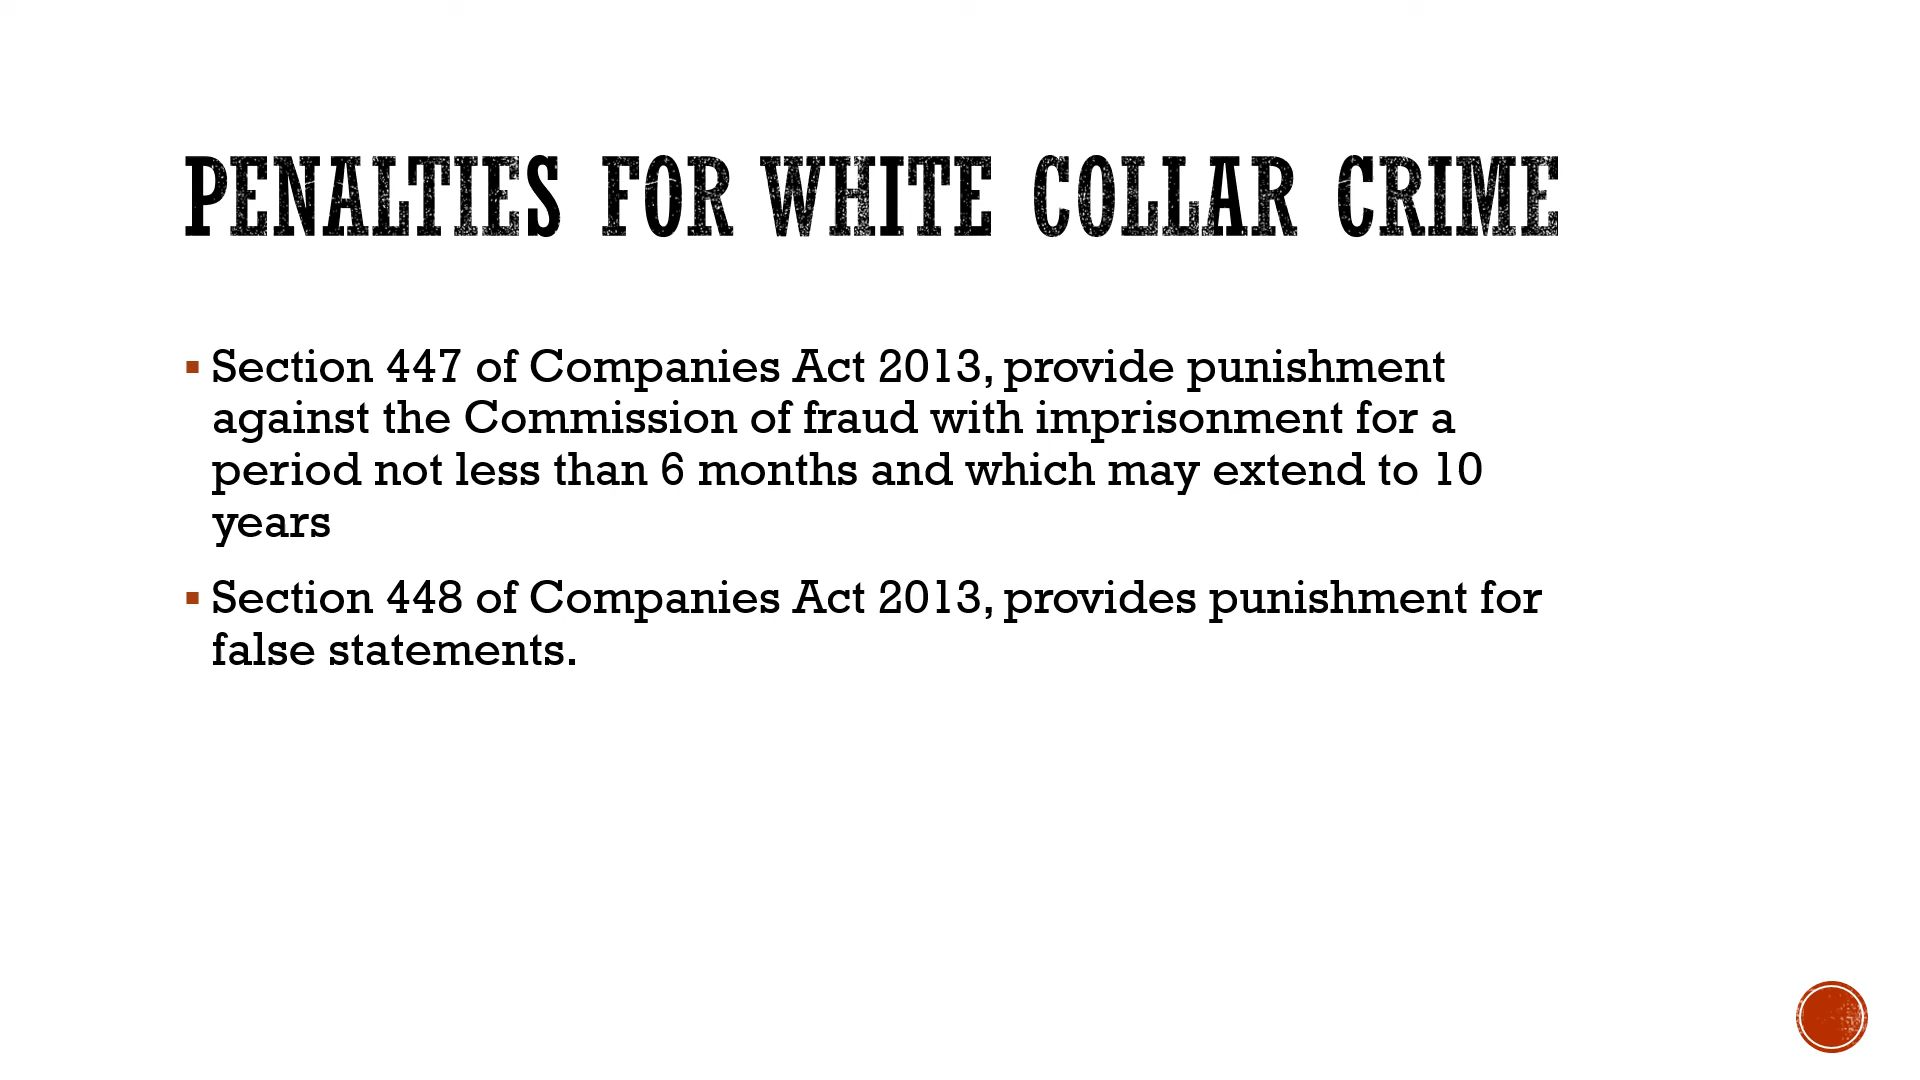 PENALTIES FOR WHITE COLLAR CRIME
▪ Section 447 of Companies Act 2013, provide punishment
against the Commission of fraud with imprisonment for a
period not less than 6 months and which may extend to 10
years
▪ Section 448 of Companies Act 2013, provides punishment for
false statements.